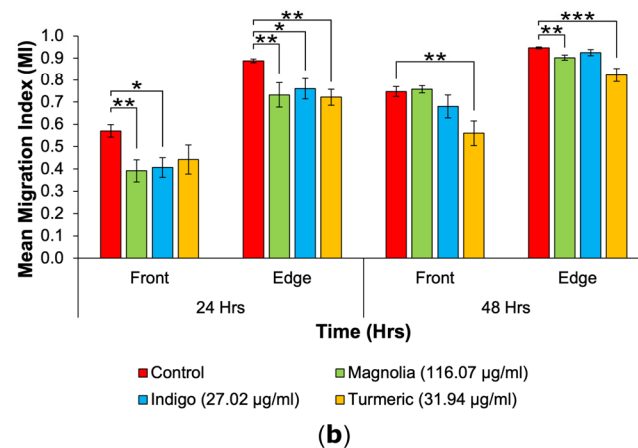 ** *** 
* **
** ** 
* 
** 
1.0
0.9
0.8
0.7
0.6
0.5
0.4
0.3
0.2
0.1
0.0
Mean Migration Index (MI)
Front Edge Front Edge
24 Hrs 48 Hrs
Time (Hrs)
Control Magnolia (116.07 µg/ml)
Indigo (27.02 µg/ml) Turmeric (31.94 µg/ml)
(b)